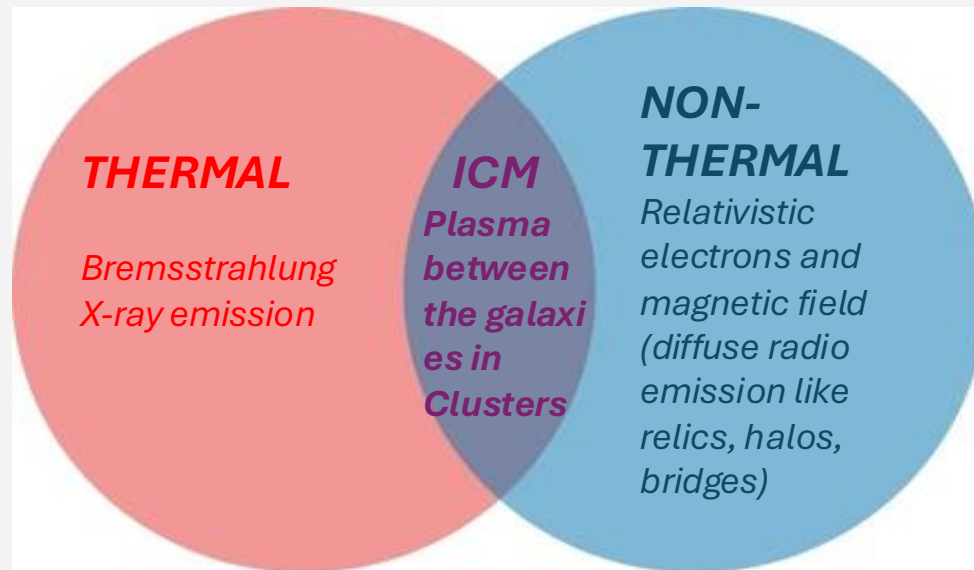 THERMAL
Bremsstrahlung
X-ray emission
ICM
Plasma
between
the galaxi
es in
Clusters
NON-
THERMAL
Relativistic
electrons and
magnetic field
(diffuse radio
emission like
relics, halos,
bridges)